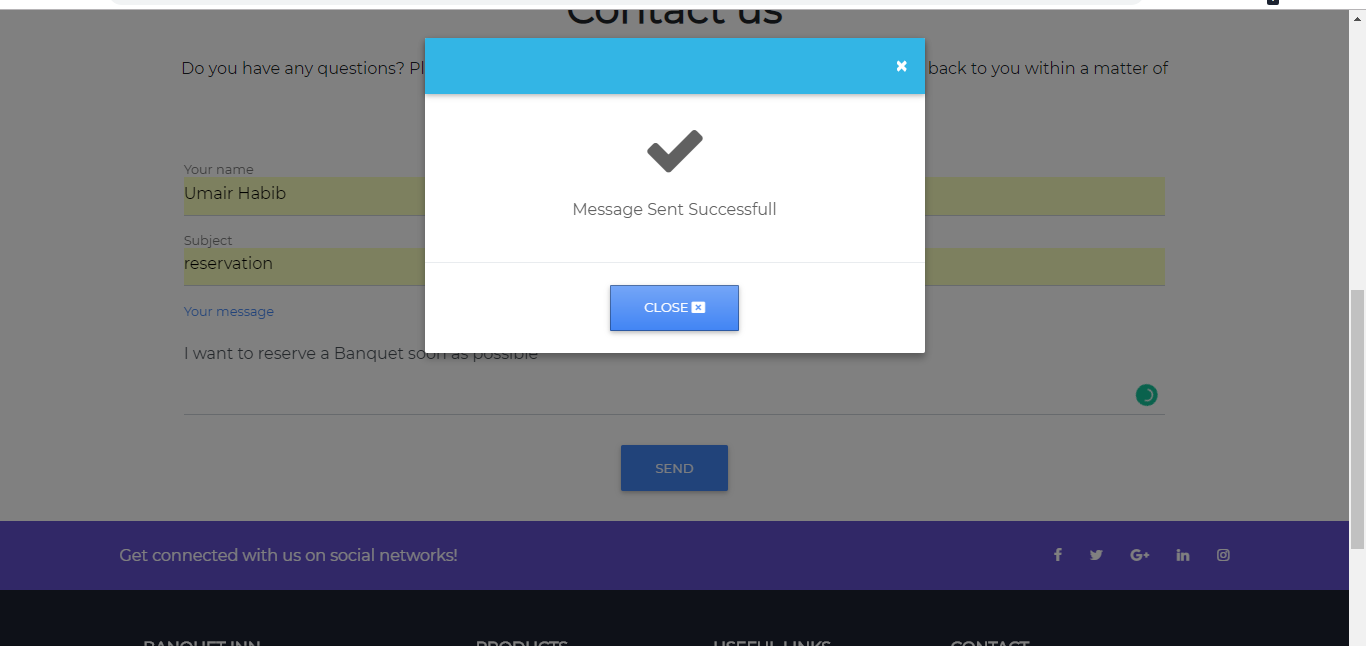 Contact us
Do you have any questions? Pl
back to you within a matter of
Your name
Umair Habib
Subject
reservation
Your message
I want to reserve a Banquet soon as possible
Message Sent Successfull
CLOSE
SEND
Get connected with us on social networks!
BANQUET INN
PRODUCTS
USEFUL LINKS
CONTACT